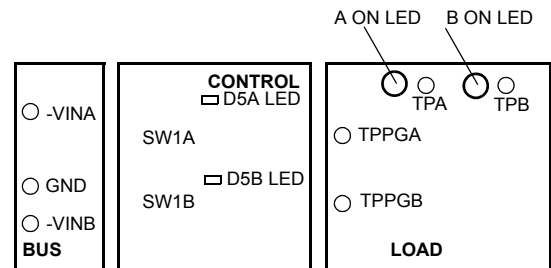 A ON LED
B ON LED
-VINA
GND
-VINB
BUS
CONTROL
D5A LED
SW1A
D5B LED
SW1B
TPA
TPB
TPPGA
TPPGB
LOAD